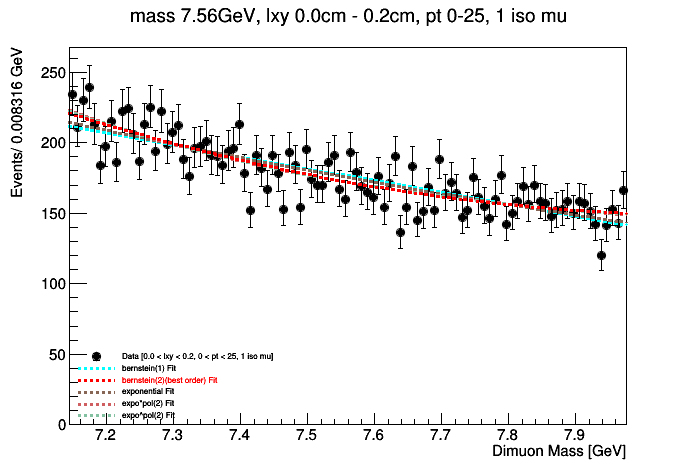 mass 7.56GeV, lxy 0.0cm - 0.2cm, pt 0-25, 1 iso mu
Events/ 0.008316 GeV
250
200
150
100
50
0
Data [0.0 < lxy < 0.2, 0 < pt < 25, 1 iso mu]
bernstein(1) Fit
bernstein(2)(best order) Fit
exponential Fit
expo*pol(2) Fit
expo*pol(2) Fit
7.2 7.3 7.4 7.5 7.6 7.7 7.8 7.9
Dimuon Mass [GeV]